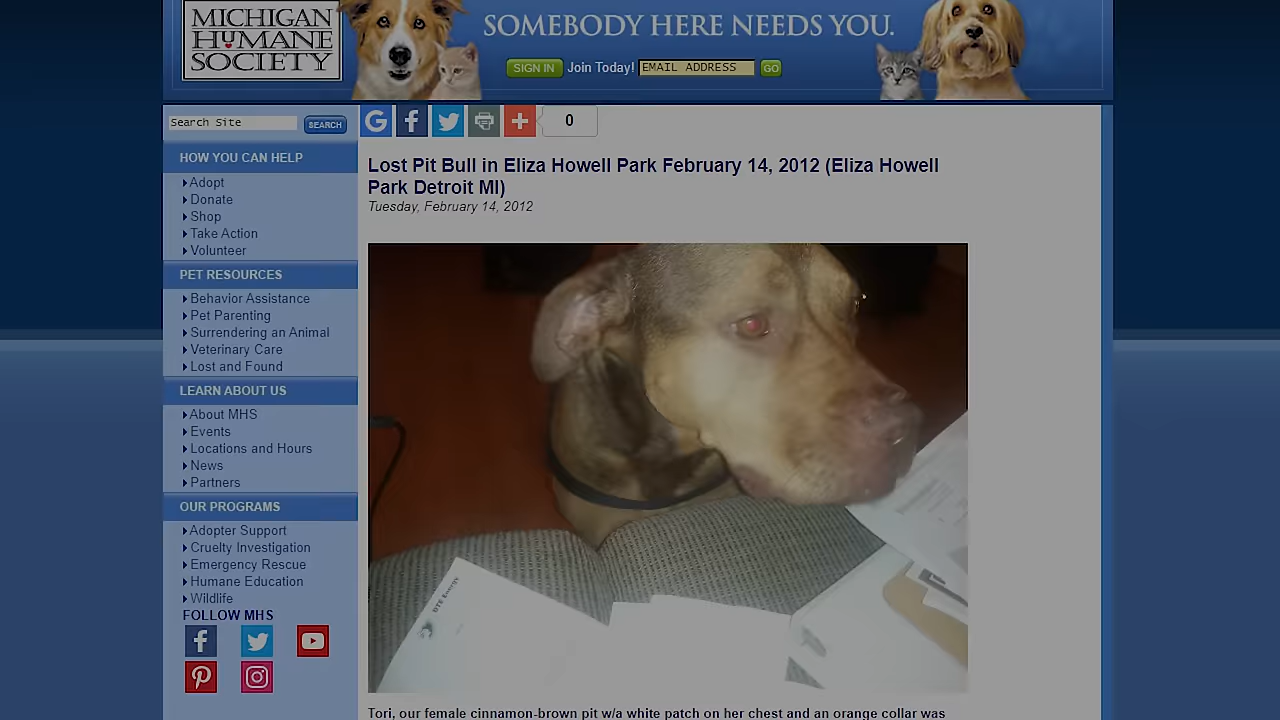 MICHIGAN
HUMANE
SOCIETY
SOMEBODY HERE NEEDS YOU.
SIGN IN Join Today! EMAIL ADDRESS GO
Search Site SEARCH
0
HOW YOU CAN HELP
Adopt
Donate
Shop
Take Action
Volunteer
PET RESOURCES
Behavior Assistance
Pet Parenting
Surrendering an Animal
Veterinary Care
Lost and Found
LEARN ABOUT US
About MHS
Events
Locations and Hours
News
Partners
OUR PROGRAMS
Adopter Support
Cruelty Investigation
Emergency Rescue
Humane Education
Wildlife
FOLLOW MHS
Lost Pit Bull in Eliza Howell Park February 14, 2012 (Eliza Howell
Park Detroit MI)
Tuesday, February 14, 2012
DTE Energy
Tori, our female cinnamon-brown pit w/a white patch on her chest and an orange collar was